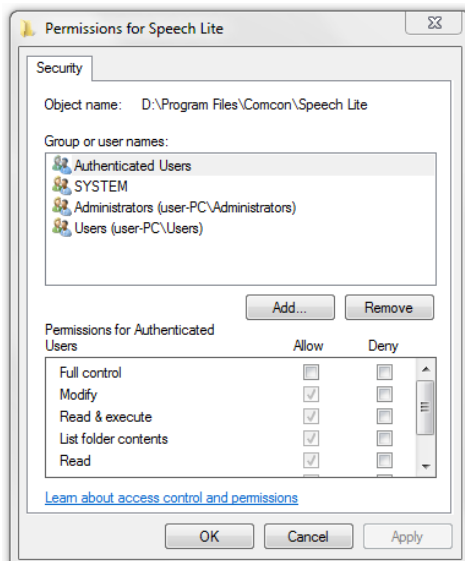 Permissions for Speech Lite
Security
Object name: D:\Program Files\Comcon\Speech Lite
Group or user names:
Authenticated Users
SYSTEM
Administrators (user-PC\Administrators)
Users (user-PC\Users)
Add... Remove
Permissions for Authenticated
Users Allow Deny
Full control
Modify
Read & execute
List folder contents
Read
Learn about access control and permissions
OK Cancel Apply